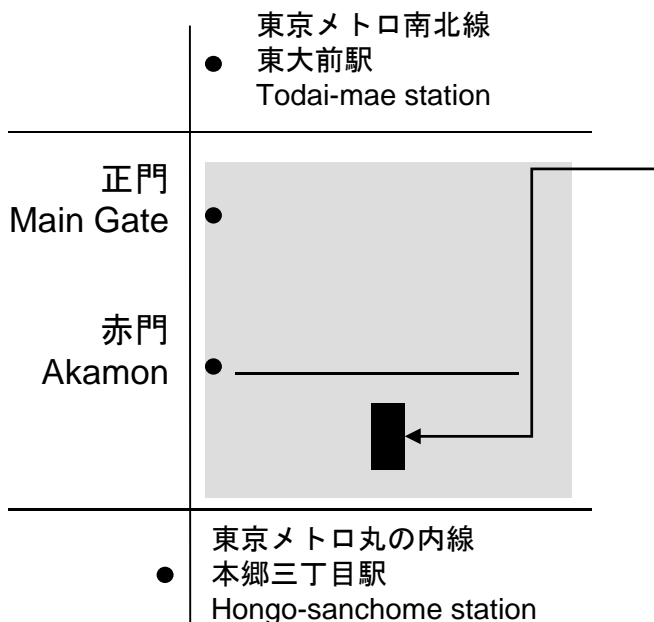 東京メトロ南北線
東大前駅
Todai-mae station
正門
Main Gate
赤門
Akamon
東京メトロ丸の内線
本郷三丁目駅
Hongo-sanchome station